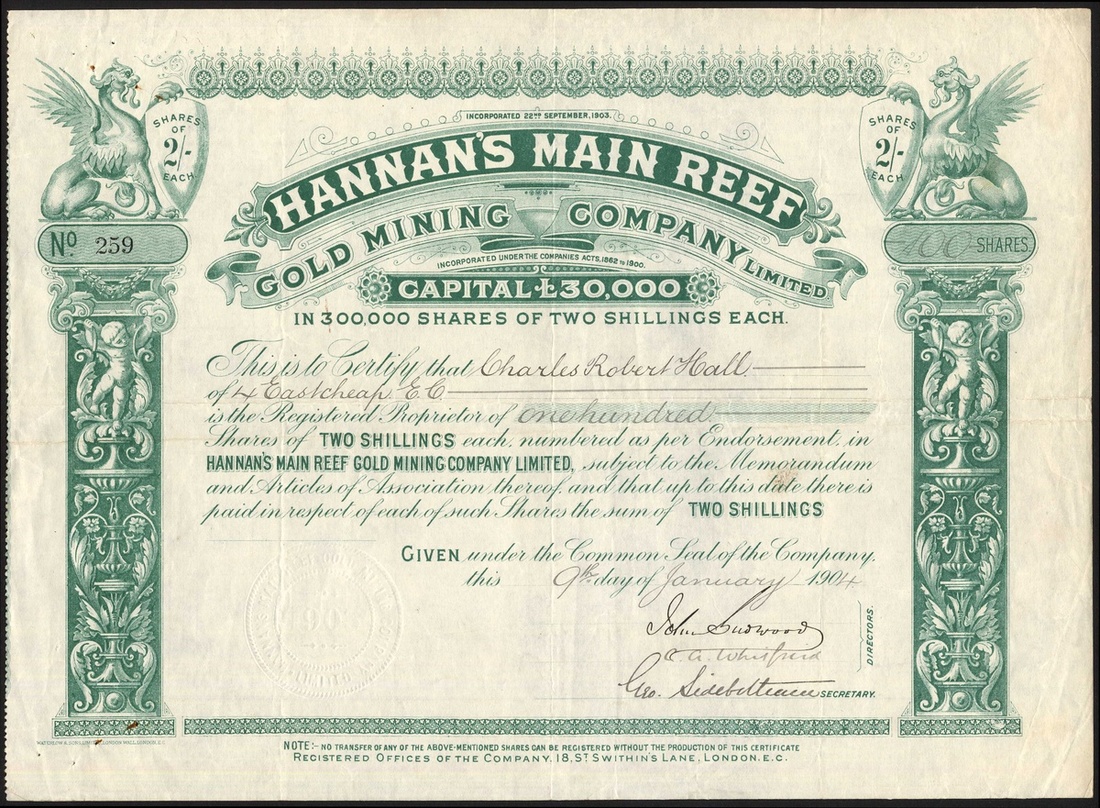 INCORPORATED 22ND SEPTEMBER, 1903.
SHARES OF 2/- EACH
SHARES OF 2/- EACH
HANNAN'S MAIN REEF
GOLD MINING COMPANY LIMITED
INCORPORATED UNDER THE COMPANIES ACTS, 1862 TO 1900.
No. 259
100 SHARES
CAPITAL £30,000
IN 300,000 SHARES OF TWO SHILLINGS EACH.
This is to Certify that Charles Robert Hall
of 4 Eastcheap E.C.
is the Registered Proprietor of one hundred
Shares of TWO SHILLINGS each, numbered as per Endorsement, in
HANNAN'S MAIN REEF GOLD MINING COMPANY LIMITED, subject to the Memorandum
and Articles of Association thereof, and that up to this date there is
paid in respect of each of such Shares the sum of TWO SHILLINGS
GIVEN under the Common Seal of the Company,
this 9th day of January 1904
John
DIRECTORS.
Geo. SECRETARY.
WATERLOW & SONS LIMITED, LONDON WALL, LONDON, E.C.
NOTE:- NO TRANSFER OF ANY OF THE ABOVE-MENTIONED SHARES CAN BE REGISTERED WITHOUT THE PRODUCTION OF THIS CERTIFICATE
REGISTERED OFFICES OF THE COMPANY, 18, ST SWITHIN'S LANE, LONDON. E.C.